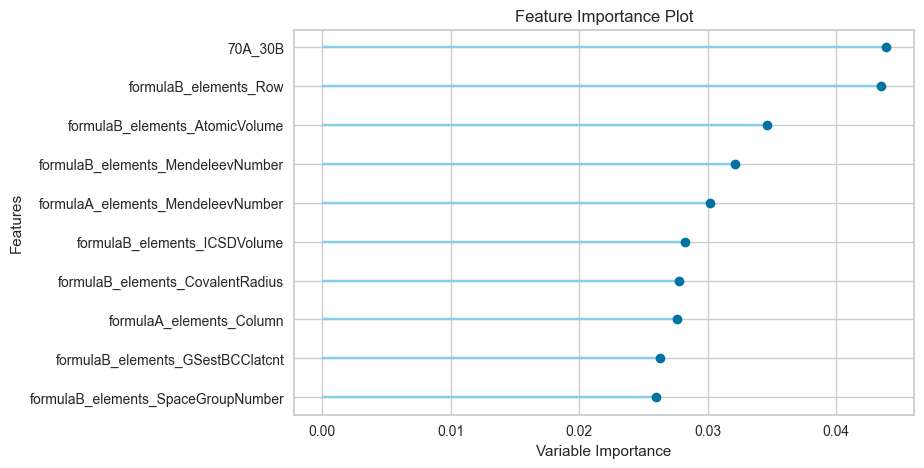 Feature Importance Plot
Features
70A_30B
formulaB_elements_Row
formulaB_elements_AtomicVolume
formulaB_elements_MendeleevNumber
formulaA_elements_MendeleevNumber
formulaB_elements_ICSDVolume
formulaB_elements_CovalentRadius
formulaA_elements_Column
formulaB_elements_GSestBCClatcnt
formulaB_elements_SpaceGroupNumber
0.00 0.01 0.02 0.03 0.04
Variable Importance